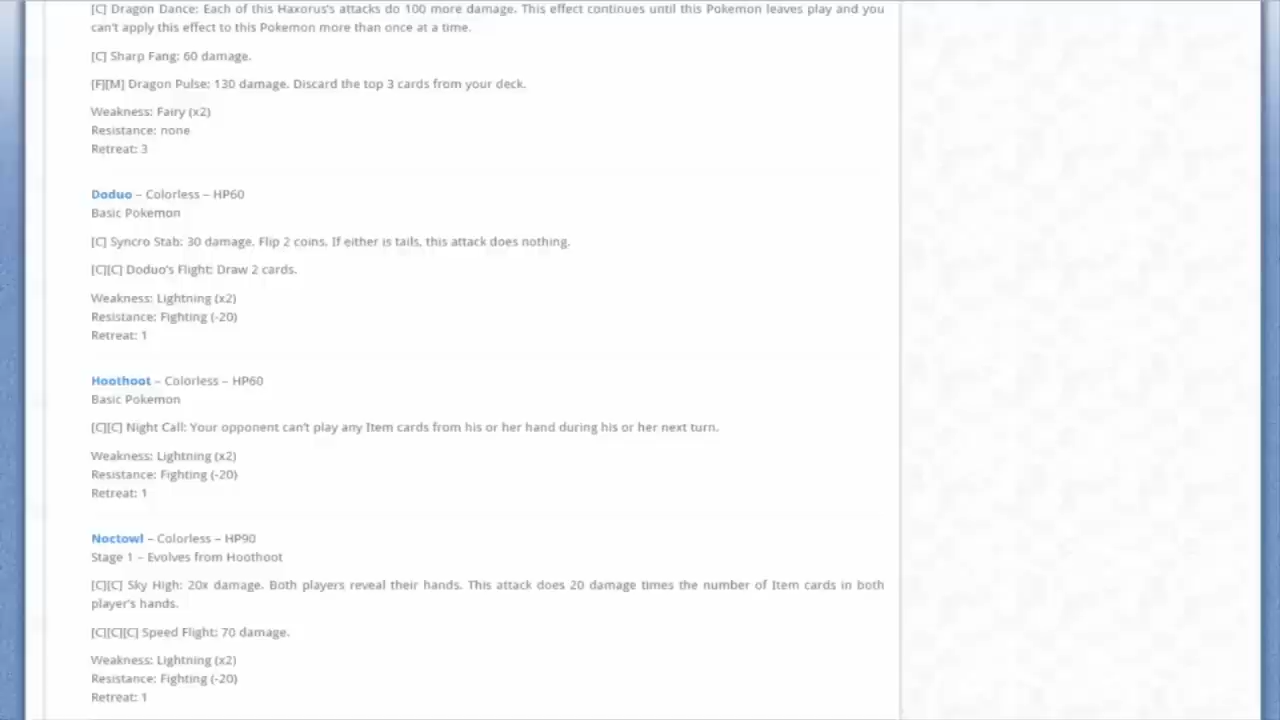 [C] Dragon Dance: Each of this Haxorus's attacks do 100 more damage. This effect continues until this Pokemon leaves play and you
can't apply this effect to this Pokemon more than once at a time.
[C] Sharp Fang: 60 damage.
[F][M] Dragon Pulse: 130 damage. Discard the top 3 cards from your deck.
Weakness: Fairy (x2)
Resistance: none
Retreat: 3
Doduo – Colorless – HP60
Basic Pokemon
[C] Syncro Stab: 30 damage. Flip 2 coins. If either is tails, this attack does nothing.
[C][C] Doduo's Flight: Draw 2 cards.
Weakness: Lightning (x2)
Resistance: Fighting (-20)
Retreat: 1
Hoothoot – Colorless – HP60
Basic Pokemon
[C][C] Night Call: Your opponent can't play any Item cards from his or her hand during his or her next turn.
Weakness: Lightning (x2)
Resistance: Fighting (-20)
Retreat: 1
Noctowl – Colorless – HP90
Stage 1 – Evolves from Hoothoot
[C][C] Sky High: 20x damage. Both players reveal their hands. This attack does 20 damage times the number of Item cards in both
player's hands.
[C][C][C] Speed Flight: 70 damage.
Weakness: Lightning (x2)
Resistance: Fighting (-20)
Retreat: 1